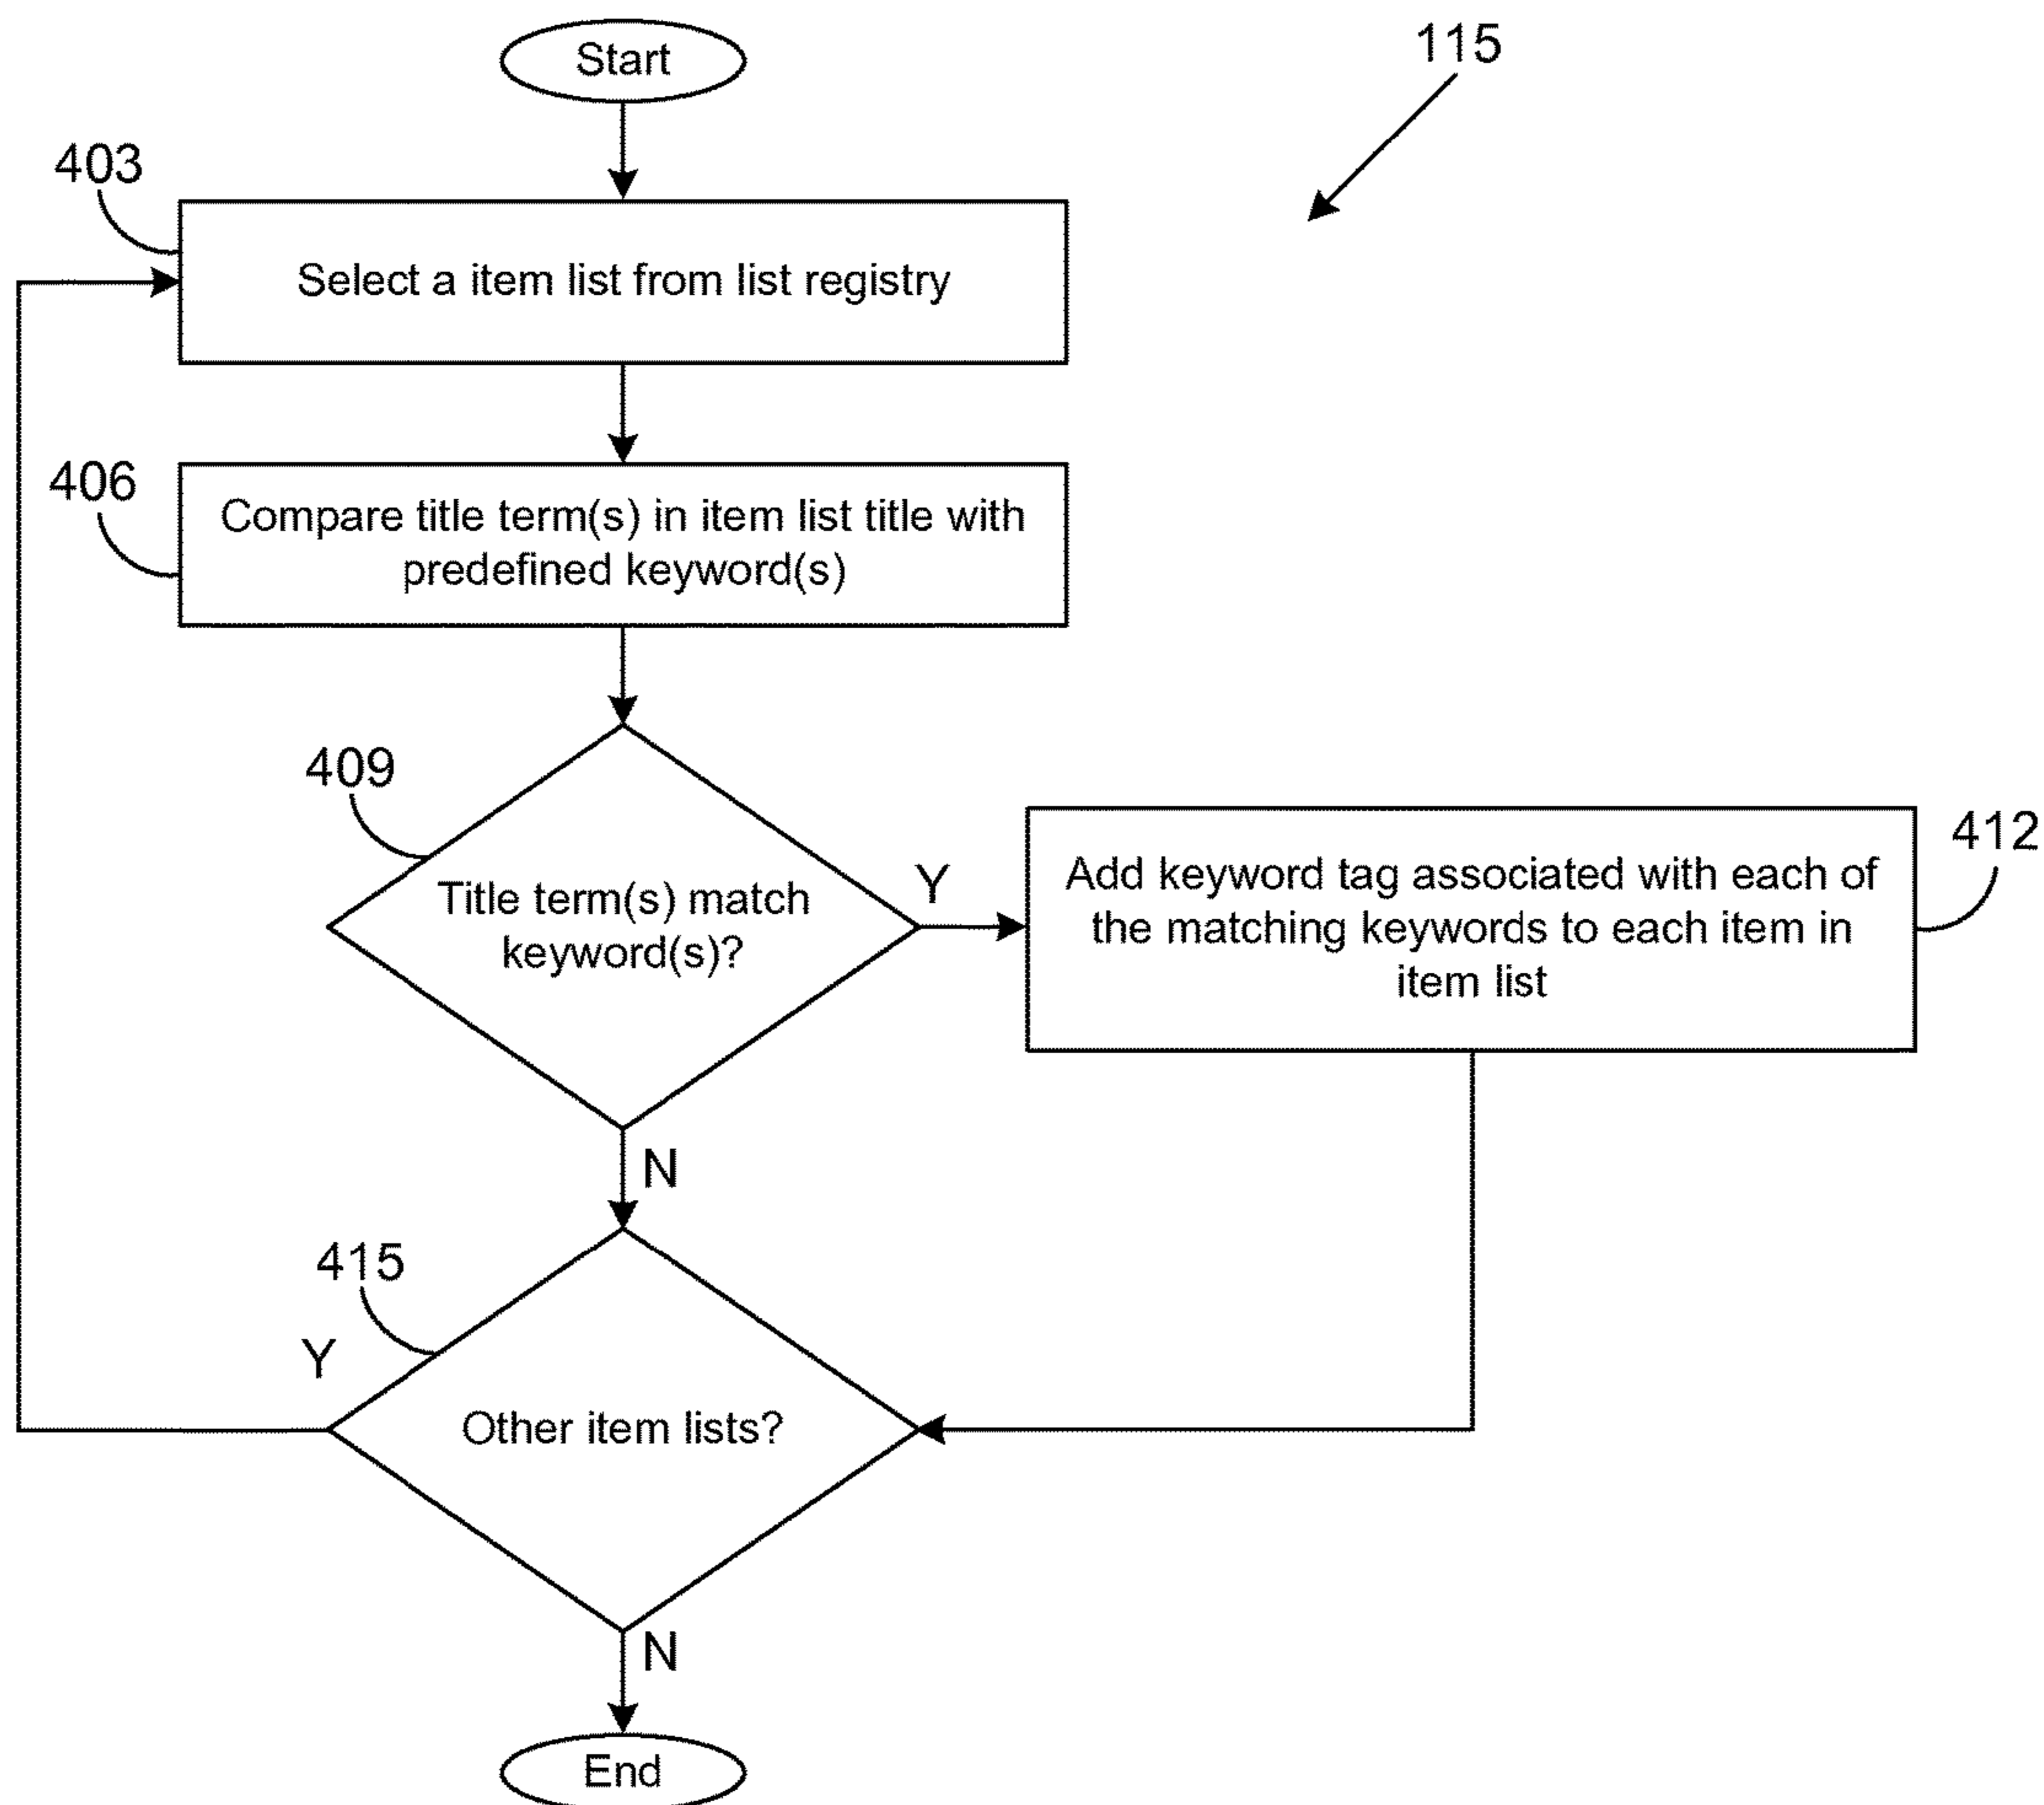 Start
115
403
Select a item list from list registry
406
Compare title term(s) in item list title with
predefined keyword(s)
409
Title term(s) match
keyword(s)?
Y
412
Add keyword tag associated with each of
the matching keywords to each item in
item list
N
415
Y
Other item lists?
N
End